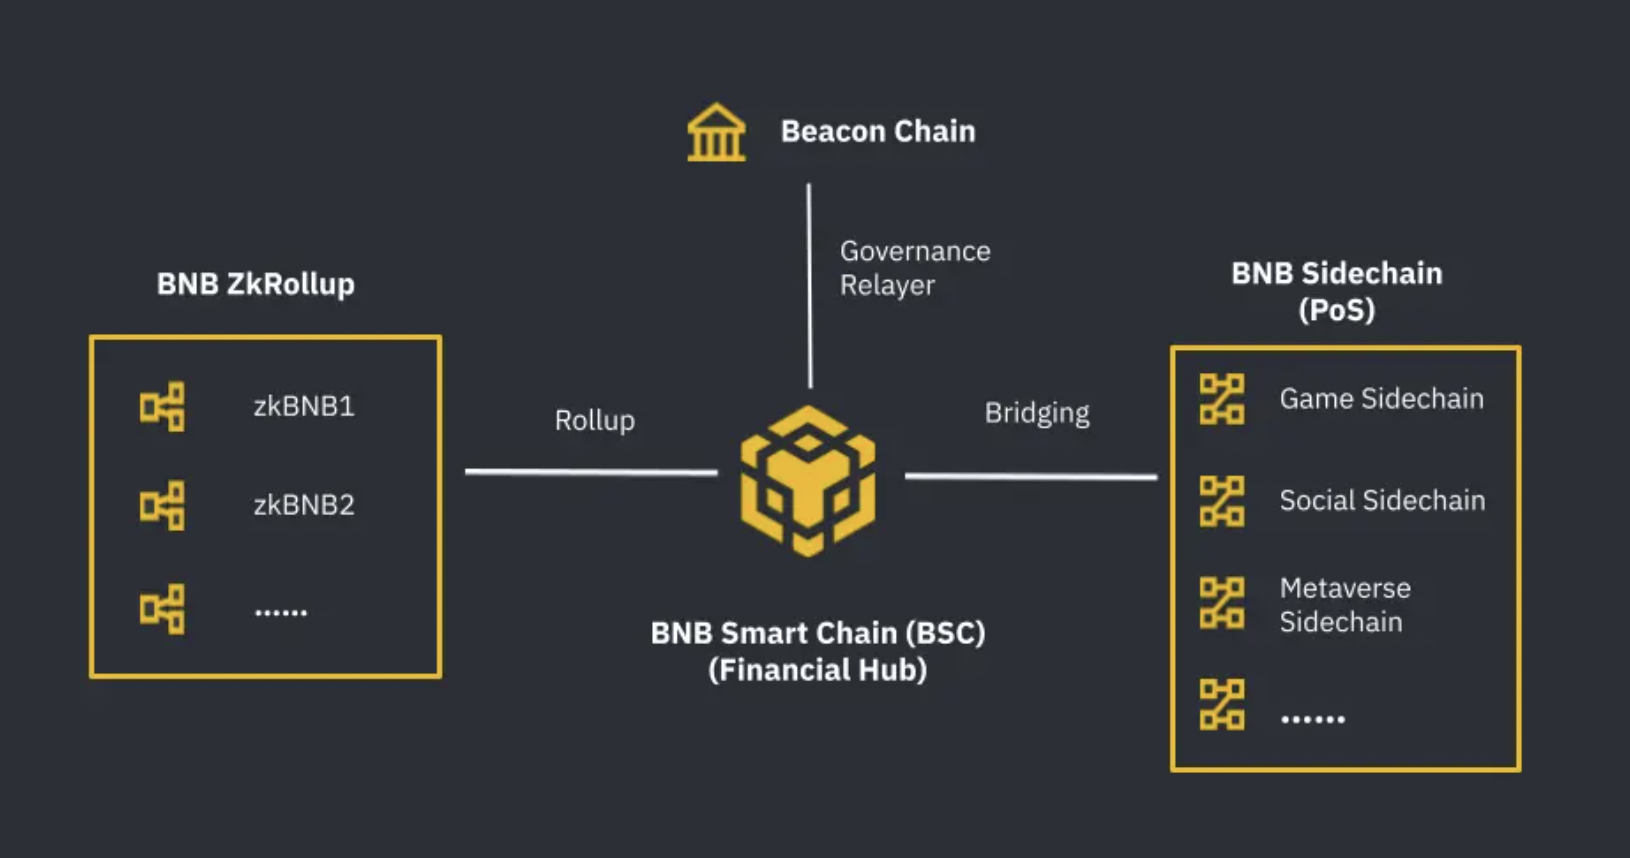 Beacon Chain
Governance
Relayer
BNB ZkRollup
zkBNB1
zkBNB2
......
Rollup
BNB Smart Chain (BSC)
(Financial Hub)
Bridging
BNB Sidechain
(PoS)
Game Sidechain
Social Sidechain
Metaverse
Sidechain
......